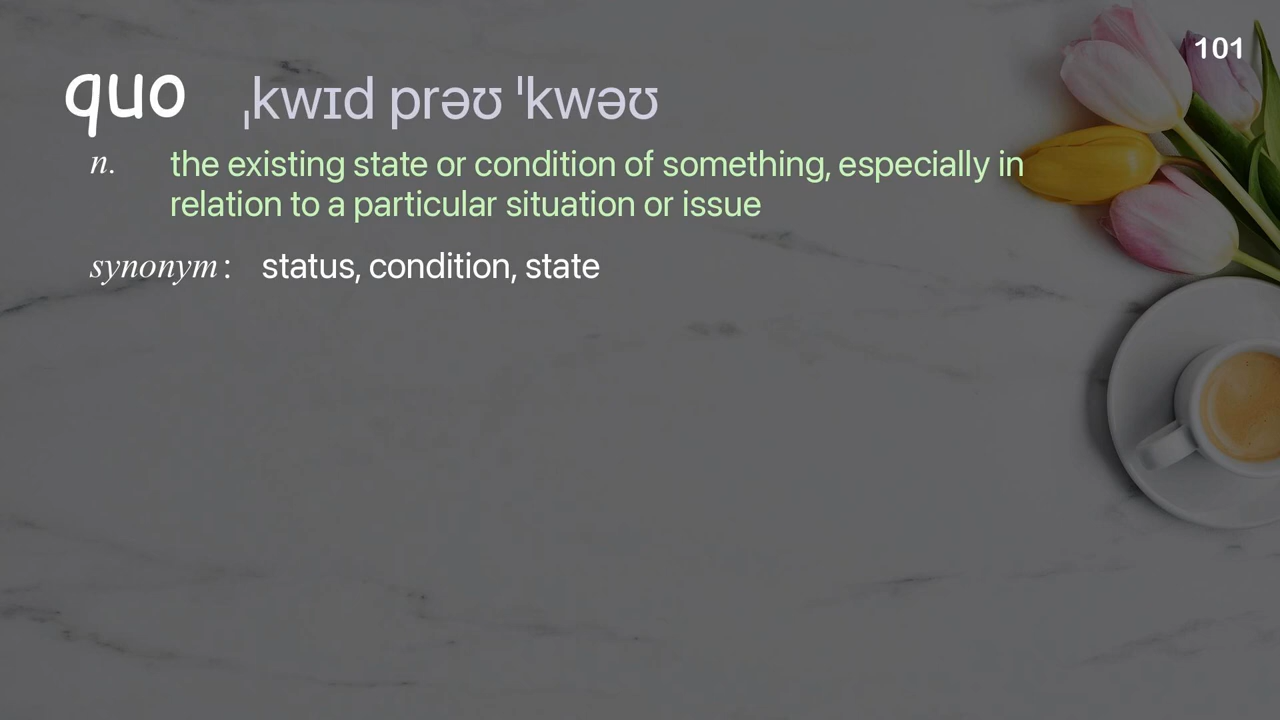 101
quo ˌkwɪd prəʊ ˈkwəʊ
n. the existing state or condition of something, especially in
relation to a particular situation or issue
synonym: status, condition, state